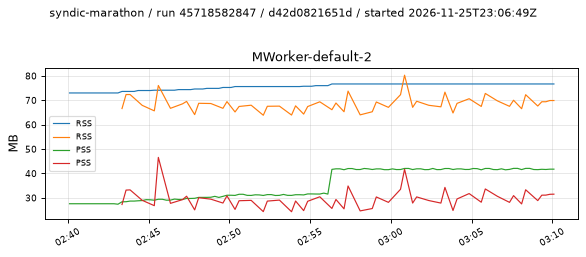 syndic-marathon / run 45718582847 / d42d0821651d / started 2026-11-25T23:06:49Z
MWorker-default-2
MB
80
70
60
50
40
30
RSS
RSS
PSS
PSS
02:40
02:45
02:50
02:55
03:00
03:05
03:10